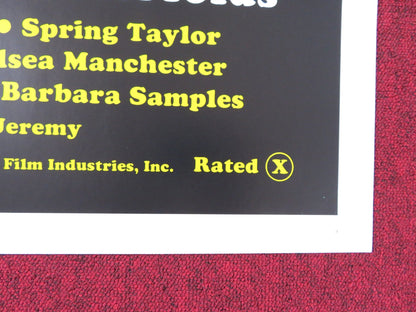 • Spring Taylor
lsea Manchester
Barbara Samples
Jeremy
Film Industries, Inc. Rated X